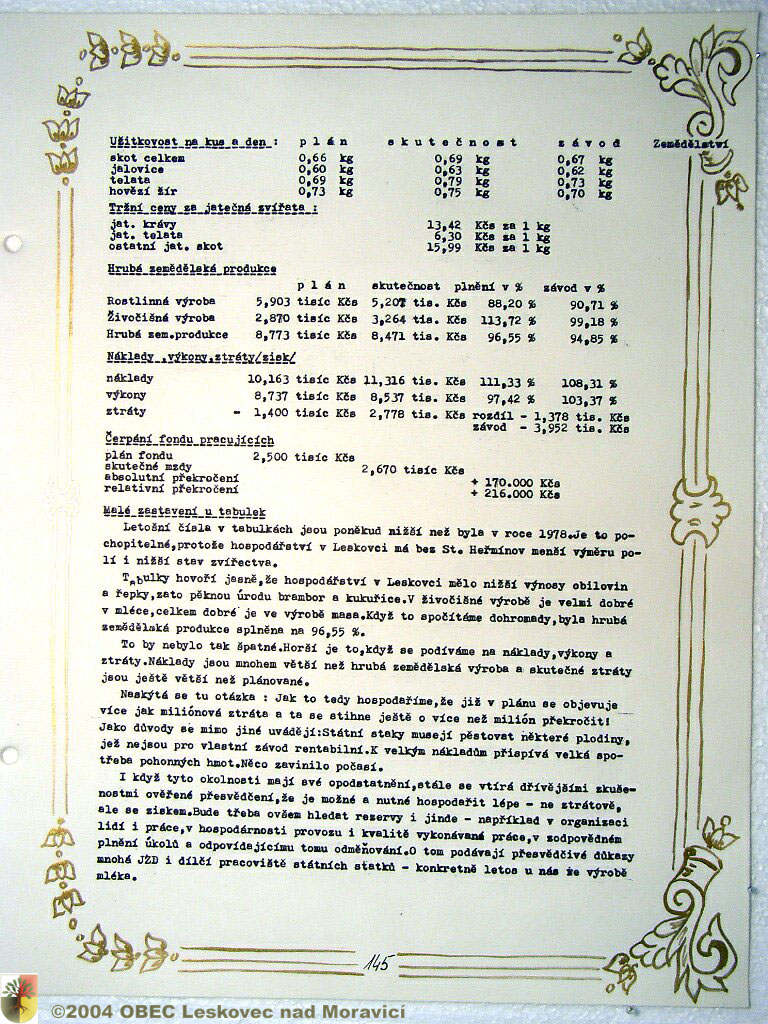 Užitkovost na kus a den : p l á n s k u t e č n o s t z á v o d Zemědělství
skot celkem 0,66 kg 0,69 kg 0,67 kg
jalovice 0,60 kg 0,63 kg 0,62 kg
telata 0,69 kg 0,79 kg 0,73 kg
hovězí žír 0,73 kg 0,75 kg 0,70 kg
Tržní ceny za jatečná zvířata :
jat. krávy 13,42 Kčs za 1 kg
jat. telata 6,30 Kčs za 1 kg
ostatní jat. skot 15,99 Kčs za 1 kg
Hrubá zemědělská produkce
p l á n skutečnost plnění v % závod v %
Rostlinná výroba 5,903 tisíc Kčs 5,207 tis. Kčs 88,20 % 90,71 %
Živočišná výroba 2,870 tisíc Kčs 3,264 tis. Kčs 113,72 % 99,18 %
Hrubá zem.produkce 8,773 tisíc Kčs 8,471 tis. Kčs 96,55 % 94,85 %
Náklady ,výkony,ztráty/zisk/
náklady 10,163 tisíc Kčs 11,316 tis. Kčs 111,33 % 108,31 %
výkony 8,737 tisíc Kčs 8,537 tis. Kčs 97,42 % 103,37 %
ztráty - 1,400 tisíc Kčs 2,778 tis. Kčs rozdíl - 1,378 tis. Kčs
závod - 3,952 tis. Kčs
Čerpání fondu pracujících
plán fondu 2,500 tisíc Kčs
skutečné mzdy 2,670 tisíc Kčs
absolutní překročení + 170.000 Kčs
relativní překročení + 216.000 Kčs
Malé zastavení u tabulek
Letošní čísla v tabulkách jsou poněkud nižší než byla v roce 1978.Je to po-
chopitelné,protože hospodářství v Leskovci má bez St. Heřmínov menší výměru po-
lí i nižší stav zvířectva.
Tabulky hovoří jasně,že hospodářství v Leskovci mělo nižší výnosy obilovin
a řepky,zato pěknou úrodu brambor a kukuřice.V živočišné výrobě je velmi dobré
v mléce,celkem dobré je ve výrobě masa.Když to spočítáme dohromady,byla hrubá
zemědělská produkce splněna na 96,55 %.
To by nebylo tak špatné.Horší je to,když se podíváme na náklady,výkony a
ztráty.Náklady jsou mnohem větší než hrubá zemědělská výroba a skutečné ztráty
jsou ještě větší než plánované.
Naskýtá se tu otázka : Jak to tedy hospodaříme,že již v plánu se objevuje
více jak miliónová ztráta a ta se stihne ještě o více než milión překročit!
Jako důvody se mimo jiné uvádějí:Státní staky musejí pěstovat některé plodiny,
jež nejsou pro vlastní závod rentabilní.K velkým nákladům přispívá velká spo-
třeba pohonných hmot.Něco zavinilo počasí.
I když tyto okolnosti mají své opodstatnění,stále se vtírá dřívějšími zkuše-
nostmi ověřené přesvědčení,že je možné a nutné hospodařit lépe - ne ztrátově,
ale se ziskem.Bude třeba ovšem hledat rezervy i jinde - například v organizaci
lidí i práce,v hospodárnosti provozu i kvalitě vykonávané práce,v zodpovědném
plnění úkolů a odpovídajícímu tomu odměňování.O tom podávají přesvědčivé důkazy
mnohá JZD i dílčí pracoviště státních statků - konkretně letos u nás že výrobě
mléka.
145
©2004 OBEC Leskovec nad Moravicí